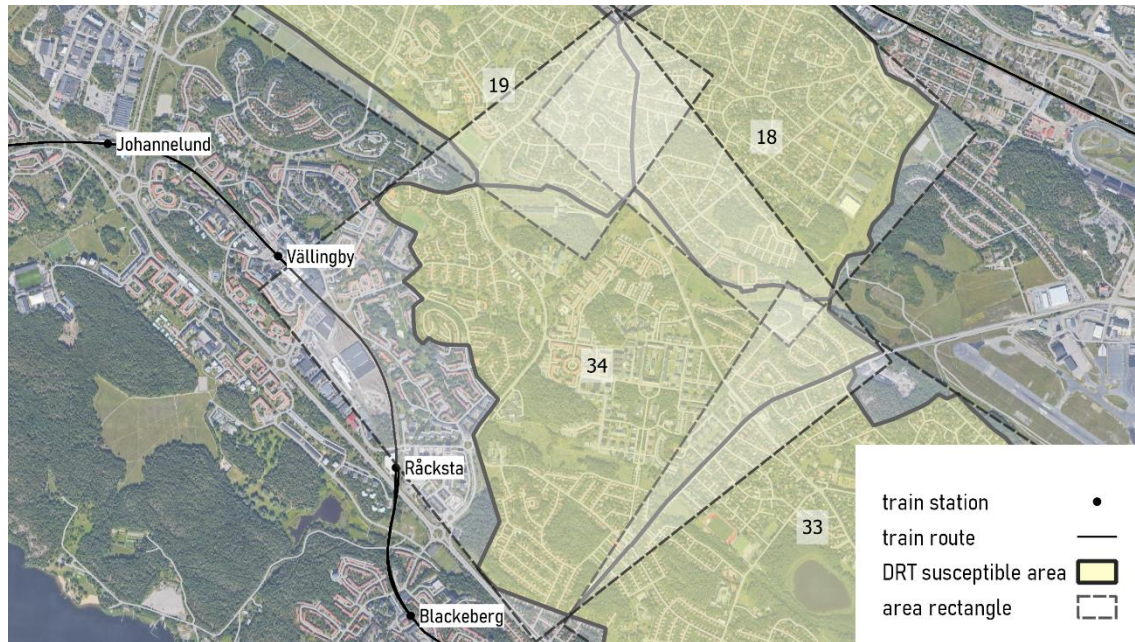 19
18
Johannelund
Vällingby
34
Råcksta
33
Blackeberg
train station
train route
DRT susceptible area
area rectangle